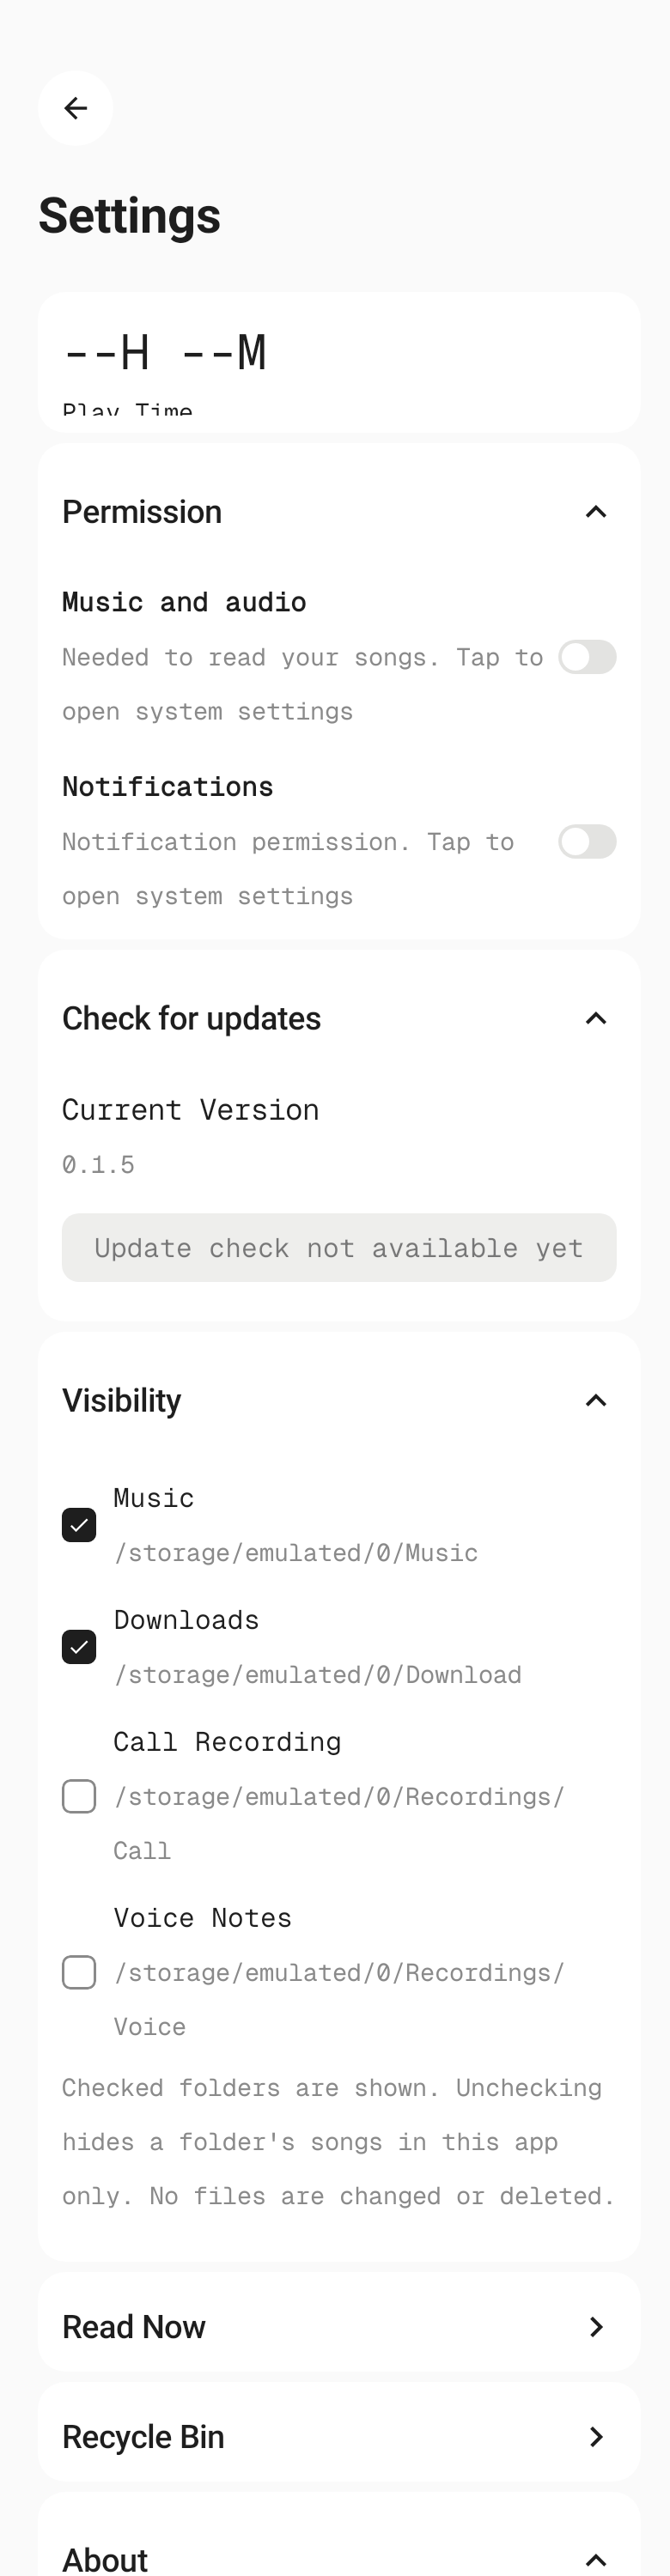 Settings
--H --M
Play Time
Permission
Music and audio
Needed to read your songs. Tap to
open system settings
Notifications
Notification permission. Tap to
open system settings
Check for updates
Current Version
0.1.5
Update check not available yet
Visibility
Music
/storage/emulated/0/Music
Downloads
/storage/emulated/0/Download
Call Recording
/storage/emulated/0/Recordings/
Call
Voice Notes
/storage/emulated/0/Recordings/
Voice
Checked folders are shown. Unchecking
hides a folder's songs in this app
only. No files are changed or deleted.
Read Now
Recycle Bin
About